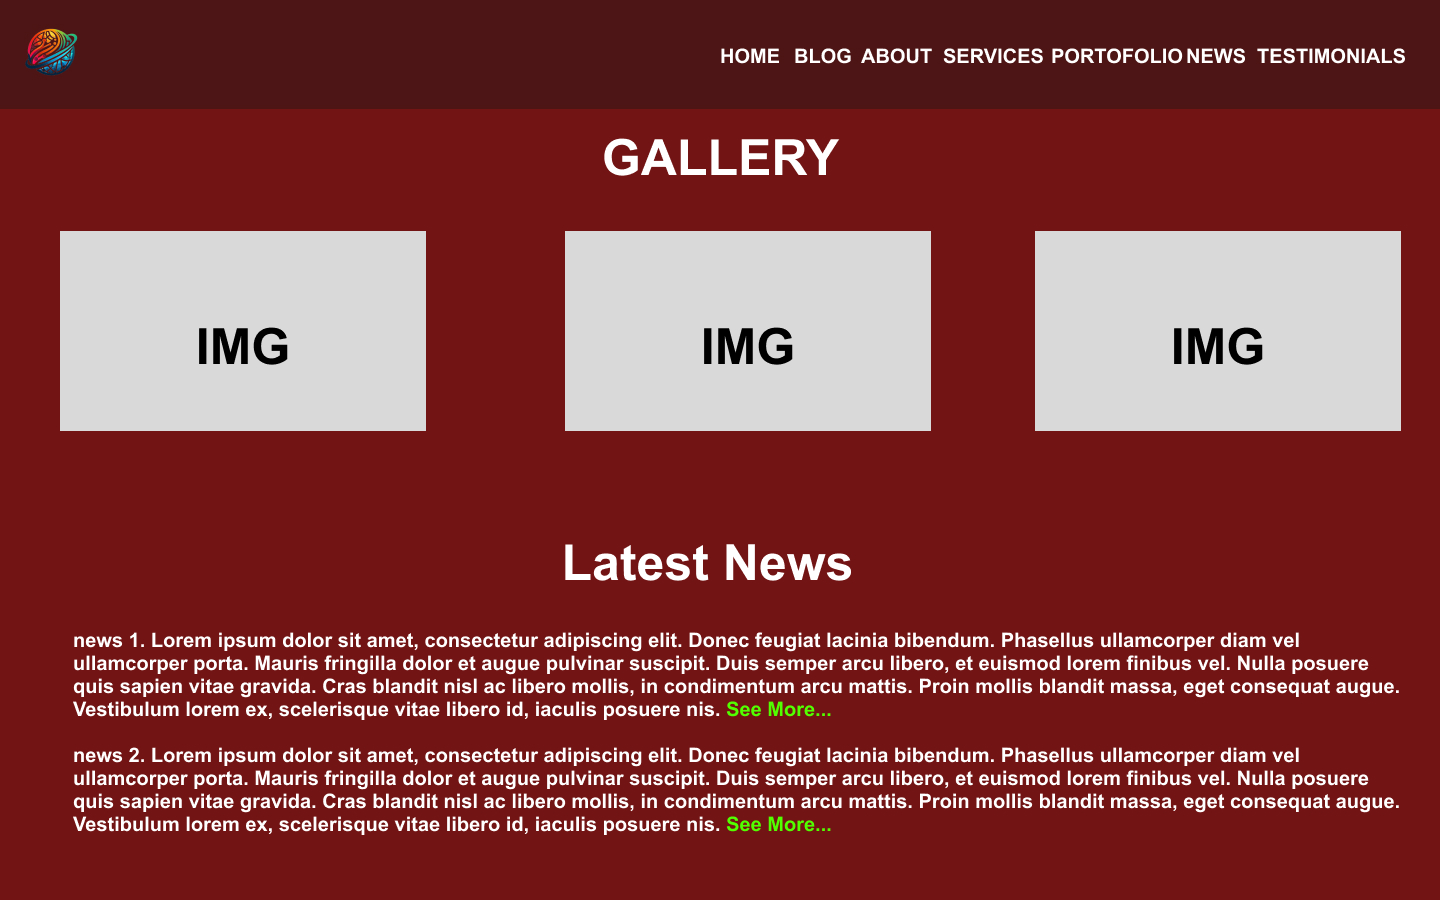 HOME BLOG ABOUT SERVICES PORTOFOLIO NEWS TESTIMONIALS
GALLERY
IMG IMG IMG
Latest News
news 1. Lorem ipsum dolor sit amet, consectetur adipiscing elit. Donec feugiat lacinia bibendum. Phasellus ullamcorper diam vel
ullamcorper porta. Mauris fringilla dolor et augue pulvinar suscipit. Duis semper arcu libero, et euismod lorem finibus vel. Nulla posuere
quis sapien vitae gravida. Cras blandit nisl ac libero mollis, in condimentum arcu mattis. Proin mollis blandit massa, eget consequat augue.
Vestibulum lorem ex, scelerisque vitae libero id, iaculis posuere nis. See More...
news 2. Lorem ipsum dolor sit amet, consectetur adipiscing elit. Donec feugiat lacinia bibendum. Phasellus ullamcorper diam vel
ullamcorper porta. Mauris fringilla dolor et augue pulvinar suscipit. Duis semper arcu libero, et euismod lorem finibus vel. Nulla posuere
quis sapien vitae gravida. Cras blandit nisl ac libero mollis, in condimentum arcu mattis. Proin mollis blandit massa, eget consequat augue.
Vestibulum lorem ex, scelerisque vitae libero id, iaculis posuere nis. See More...